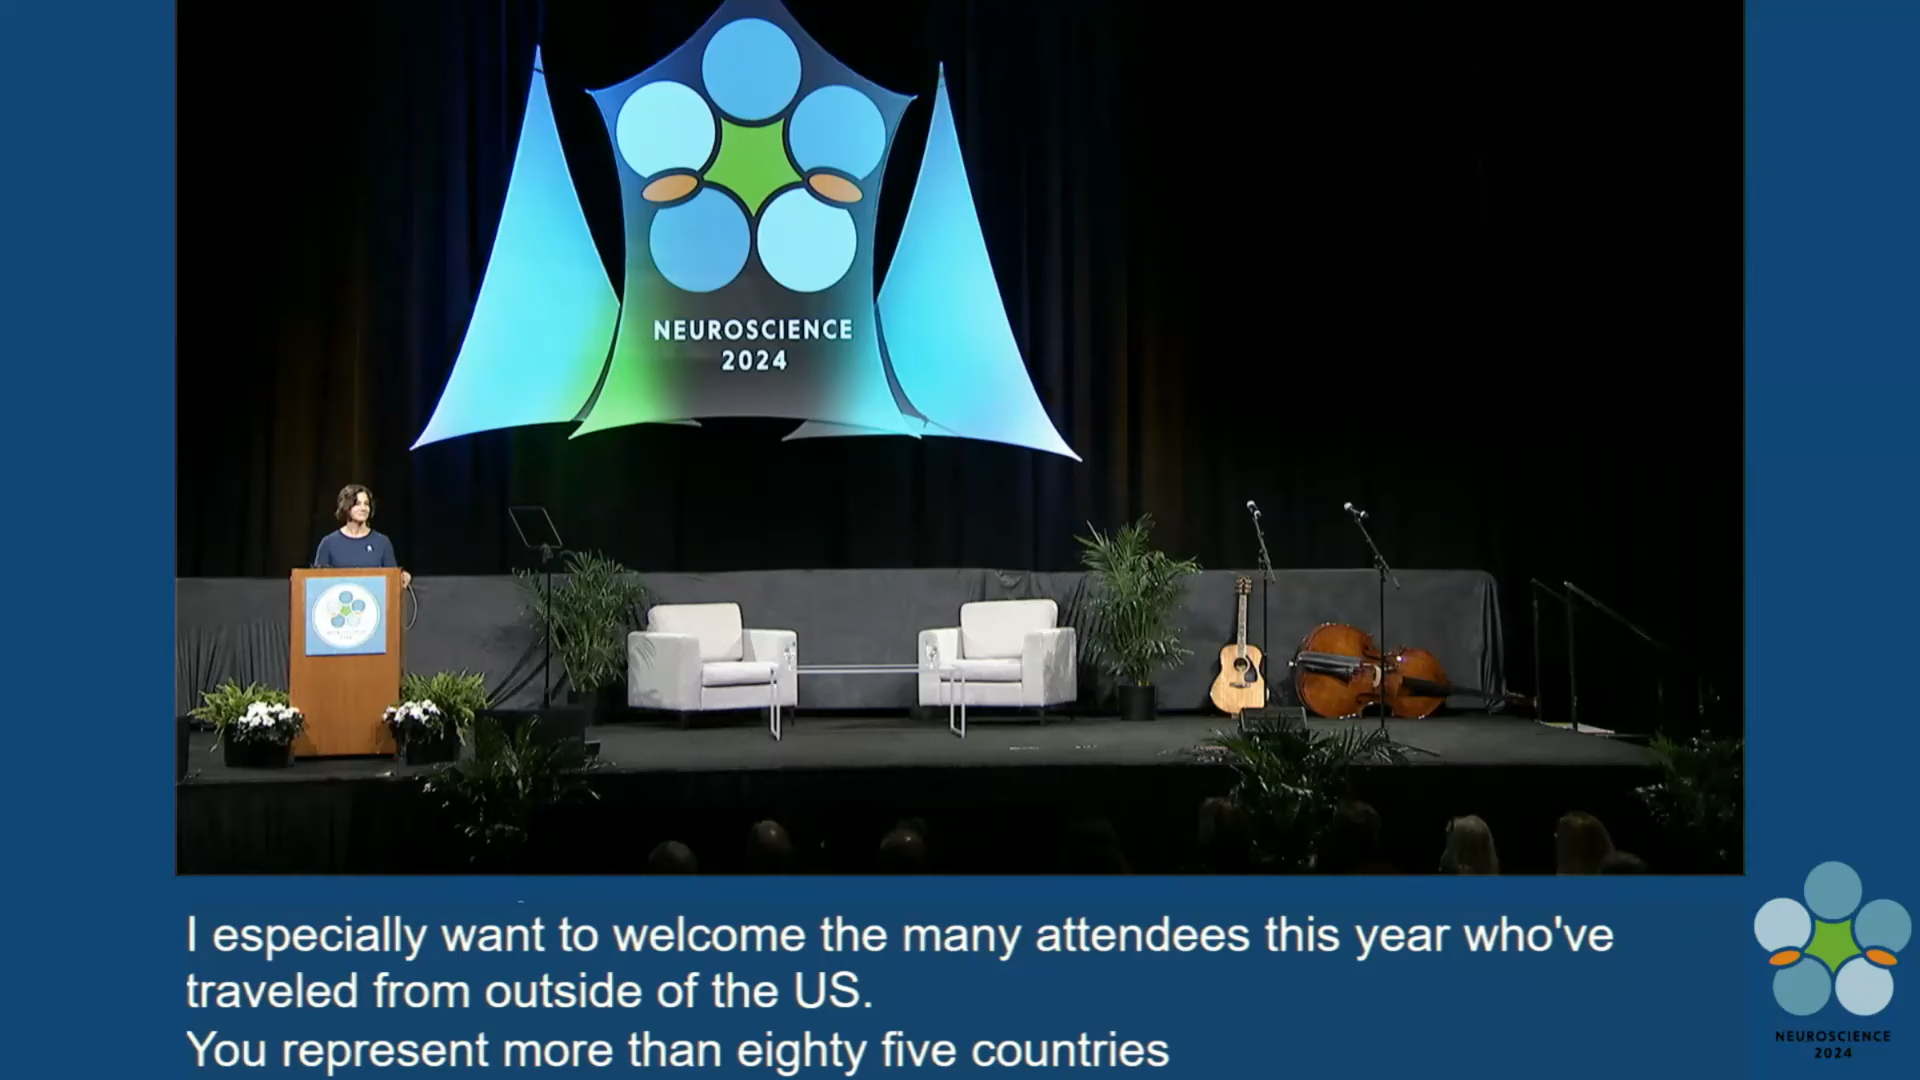 NEUROSCIENCE
2024
I especially want to welcome the many attendees this year who've
traveled from outside of the US.
You represent more than eighty five countries
NEUROSCIENCE
2024